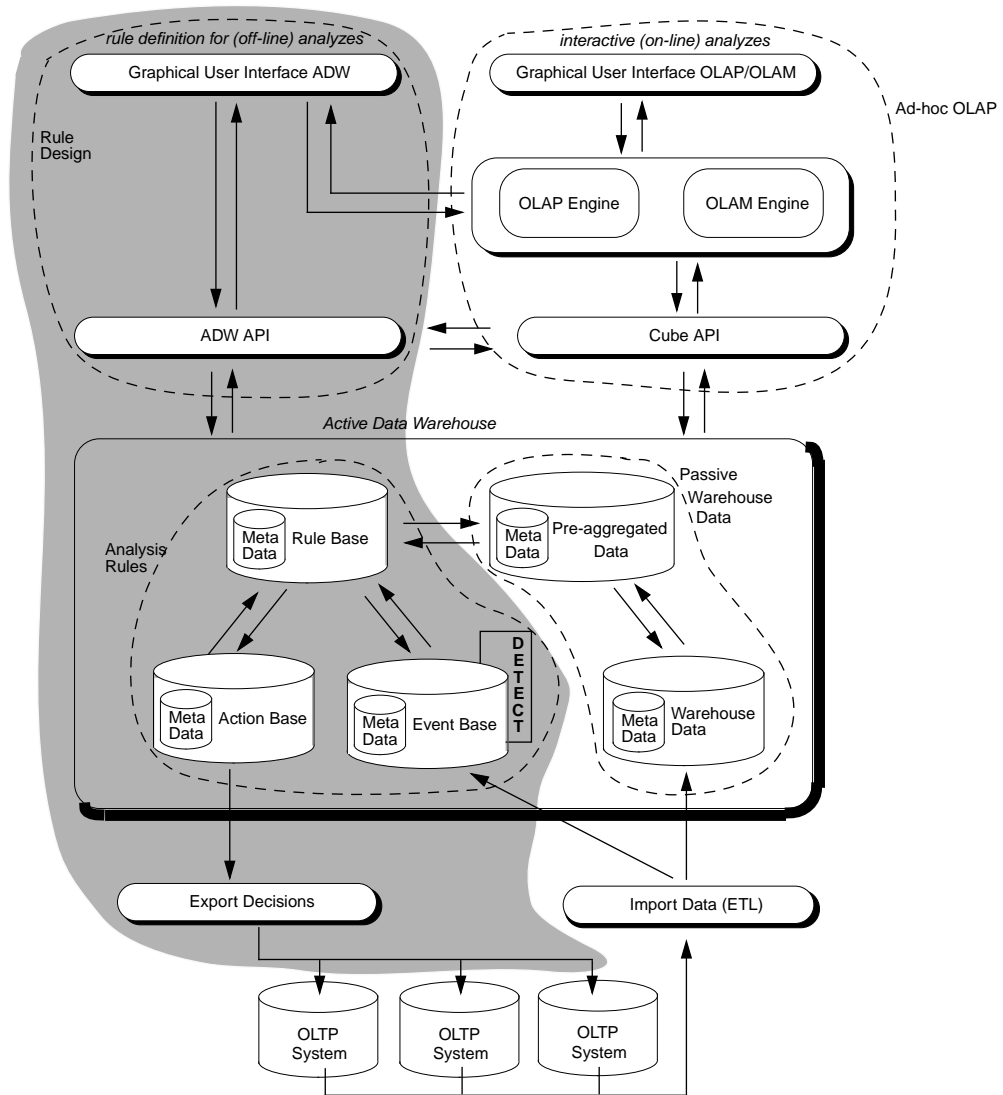 rule definition for (off-line) analyzes
interactive (on-line) analyzes
Graphical User Interface ADW
Graphical User Interface OLAP/OLAM
Ad-hoc OLAP
Rule
Design
OLAP Engine
OLAM Engine
ADW API
Cube API
Active Data Warehouse
Passive
Warehouse
Data
Analysis
Rules
Meta
Data
Rule Base
Meta
Data
Pre-aggregated
Data
DETECT
Meta
Data
Action Base
Meta
Data
Event Base
Meta
Data
Warehouse
Data
Export Decisions
Import Data (ETL)
OLTP
System
OLTP
System
OLTP
System